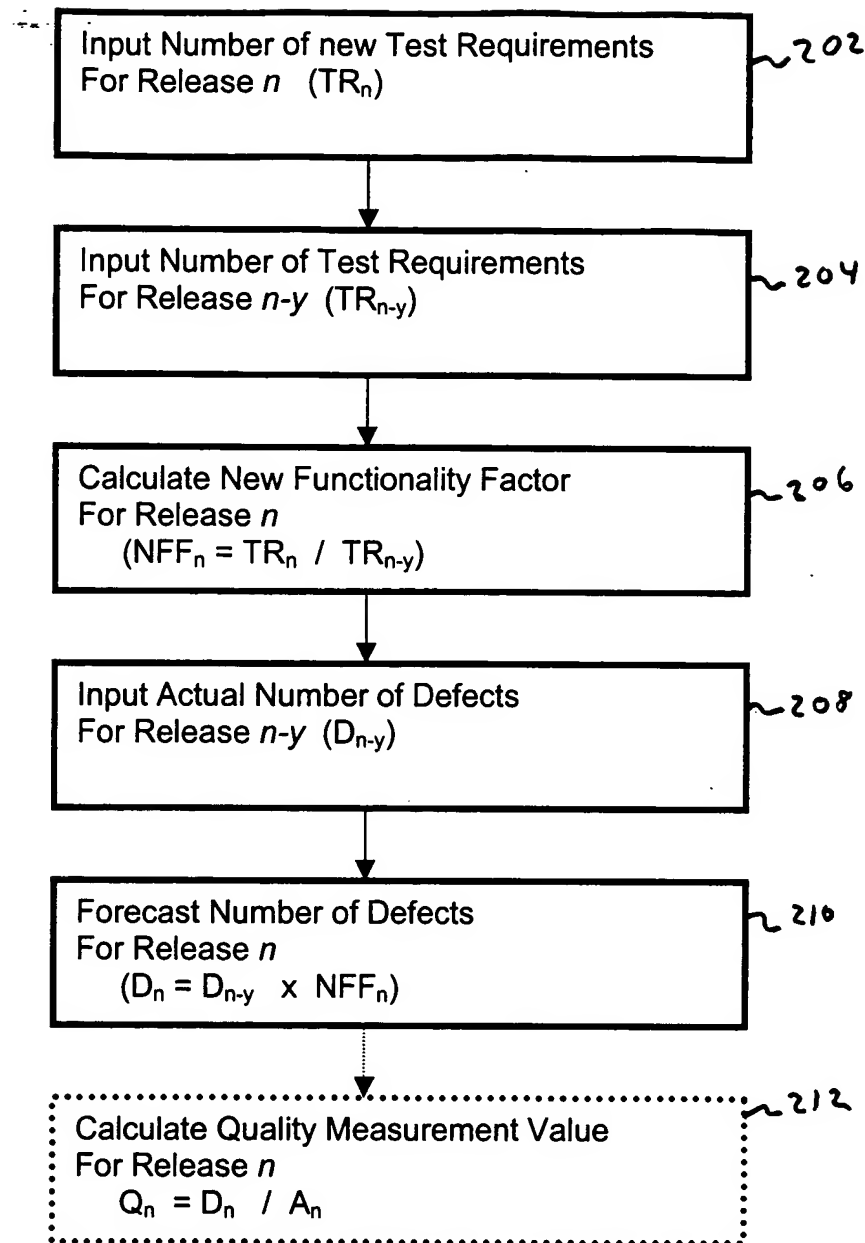 Input Number of new Test Requirements
202
For Release n (TRn)
Input Number of Test Requirements
204
For Release n-y (TRn-y)
Calculate New Functionality Factor
206
For Release n
(NFFn = TRn / TRn-y)
Input Actual Number of Defects
208
For Release n-y (Dn-y)
Forecast Number of Defects
210
For Release n
(Dn = Dn-y x NFFn)
212
Calculate Quality Measurement Value
For Release n
Qn = Dn / An